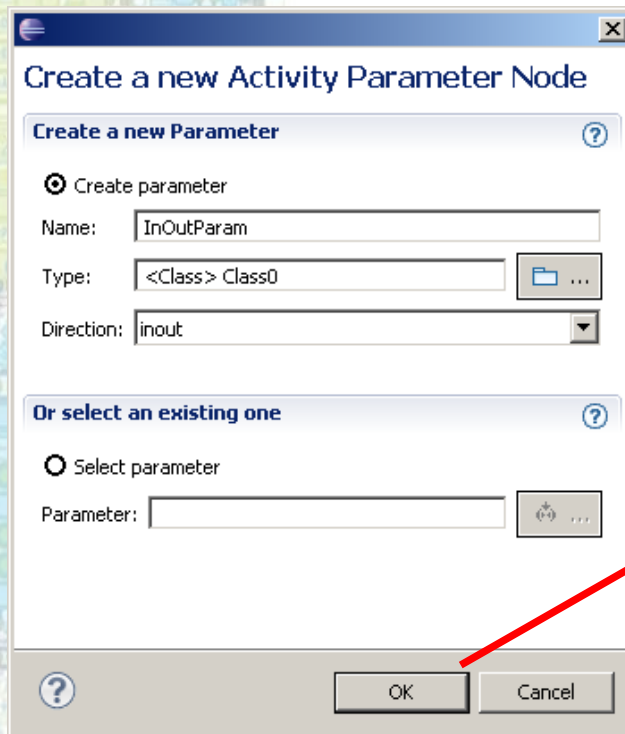 Create a new Activity Parameter Node
Create a new Parameter
?
Create parameter
Name: InOutParam
Type: <Class> Class0 ...
Direction: inout
Or select an existing one
?
Select parameter
Parameter: ...
? OK Cancel